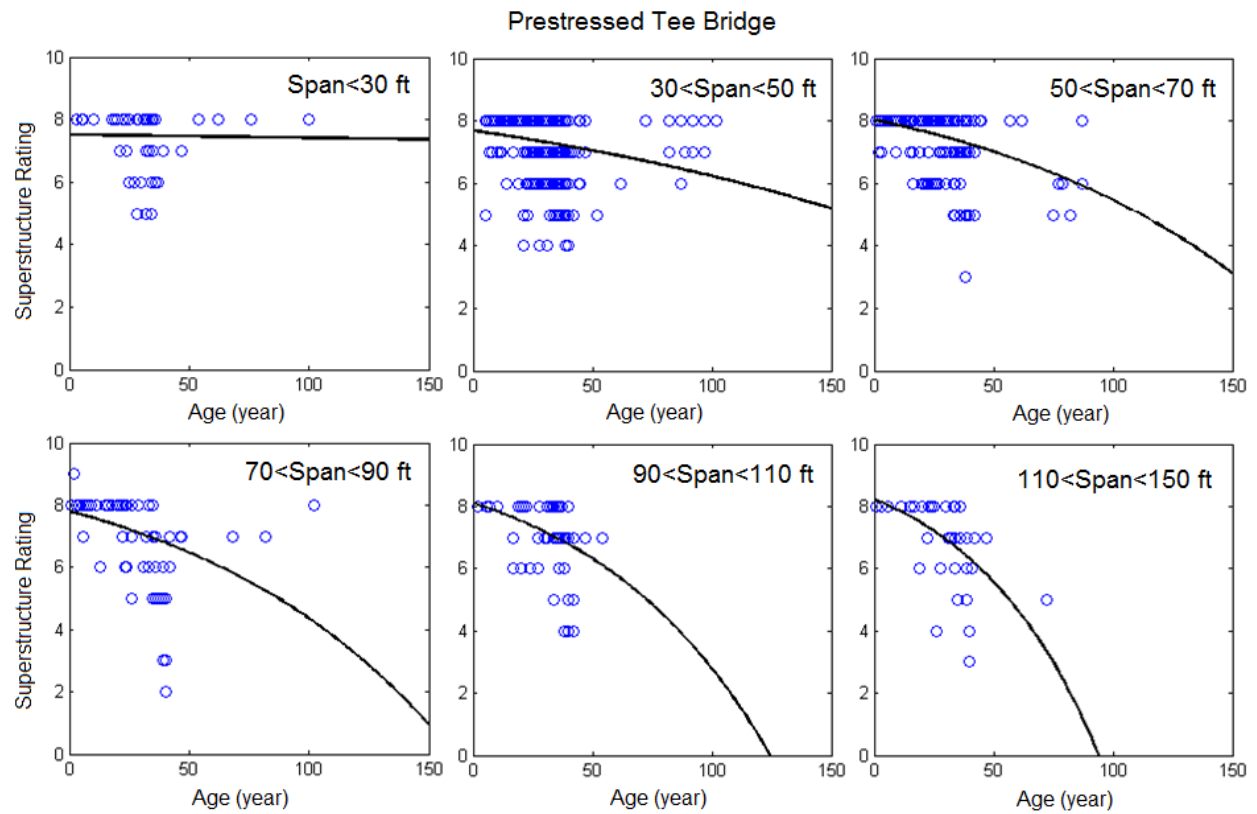 Prestressed Tee Bridge
Superstructure Rating
10
8
6
4
2
0
Span<30 ft
0 50 100 150
Age (year)
10
8
6
4
2
0
30<Span<50 ft
0 50 100 150
Age (year)
10
8
6
4
2
0
50<Span<70 ft
0 50 100 150
Age (year)
Superstructure Rating
10
8
6
4
2
0
70<Span<90 ft
0 50 100 150
Age (year)
10
8
6
4
2
0
90<Span<110 ft
0 50 100 150
Age (year)
10
8
6
4
2
0
110<Span<150 ft
0 50 100 150
Age (year)